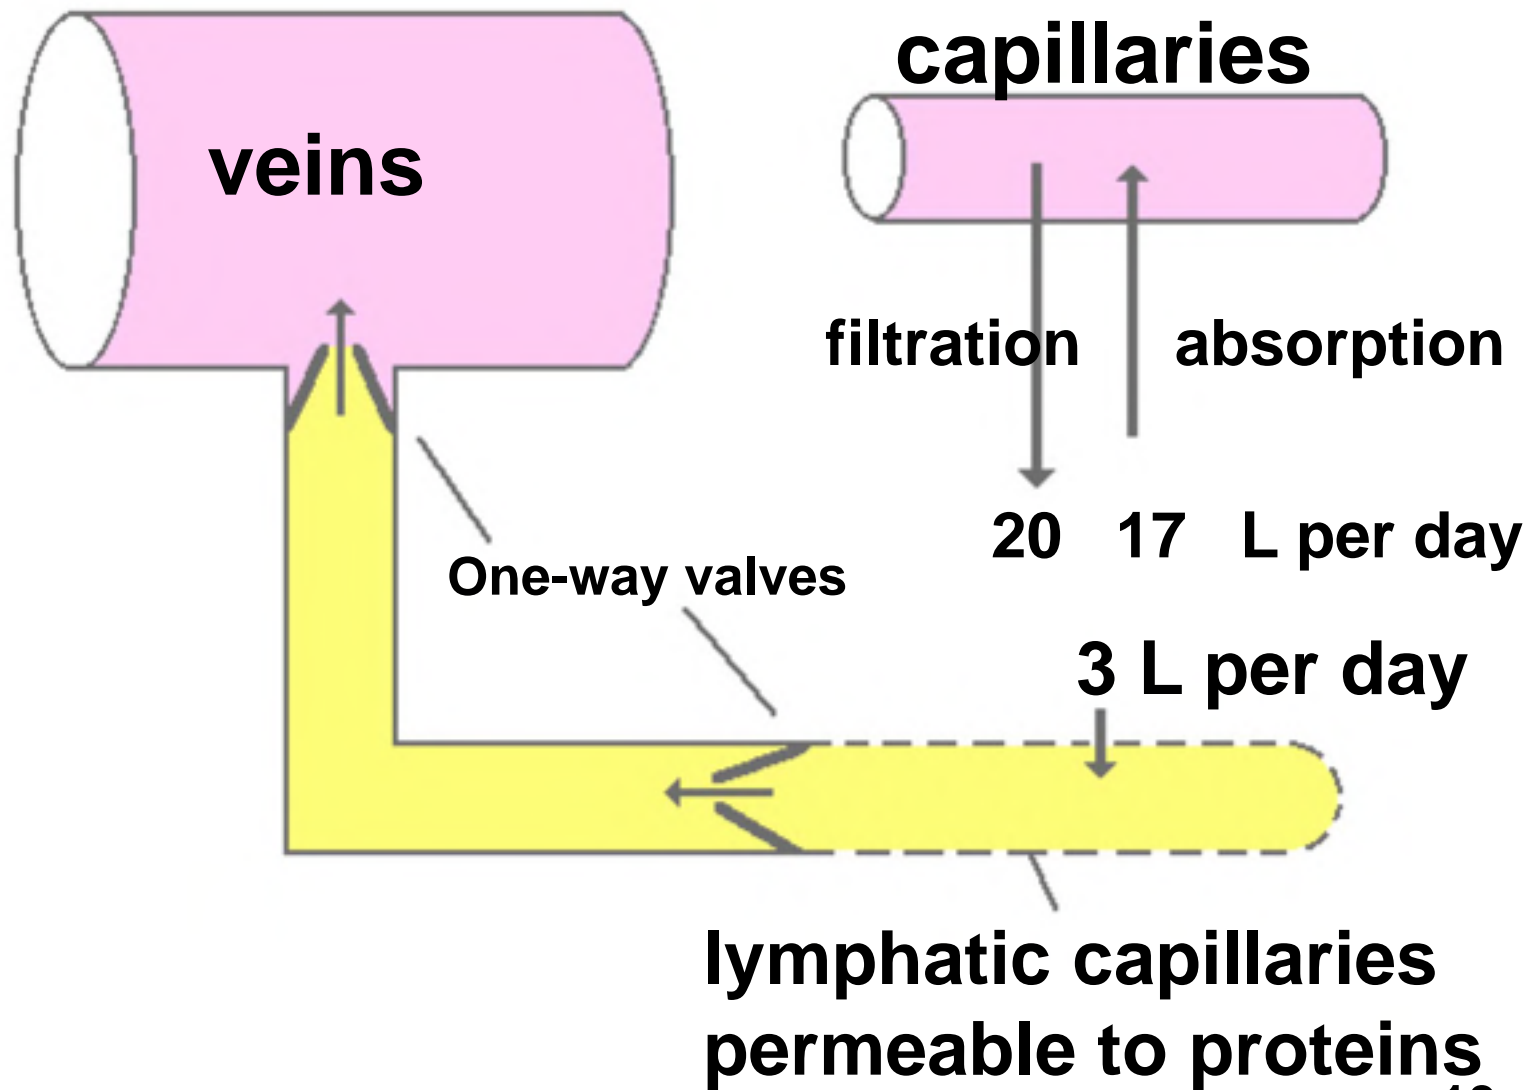 capillaries
veins
filtration absorption
20 17 L per day
One-way valves
3 L per day
lymphatic capillaries
permeable to proteins